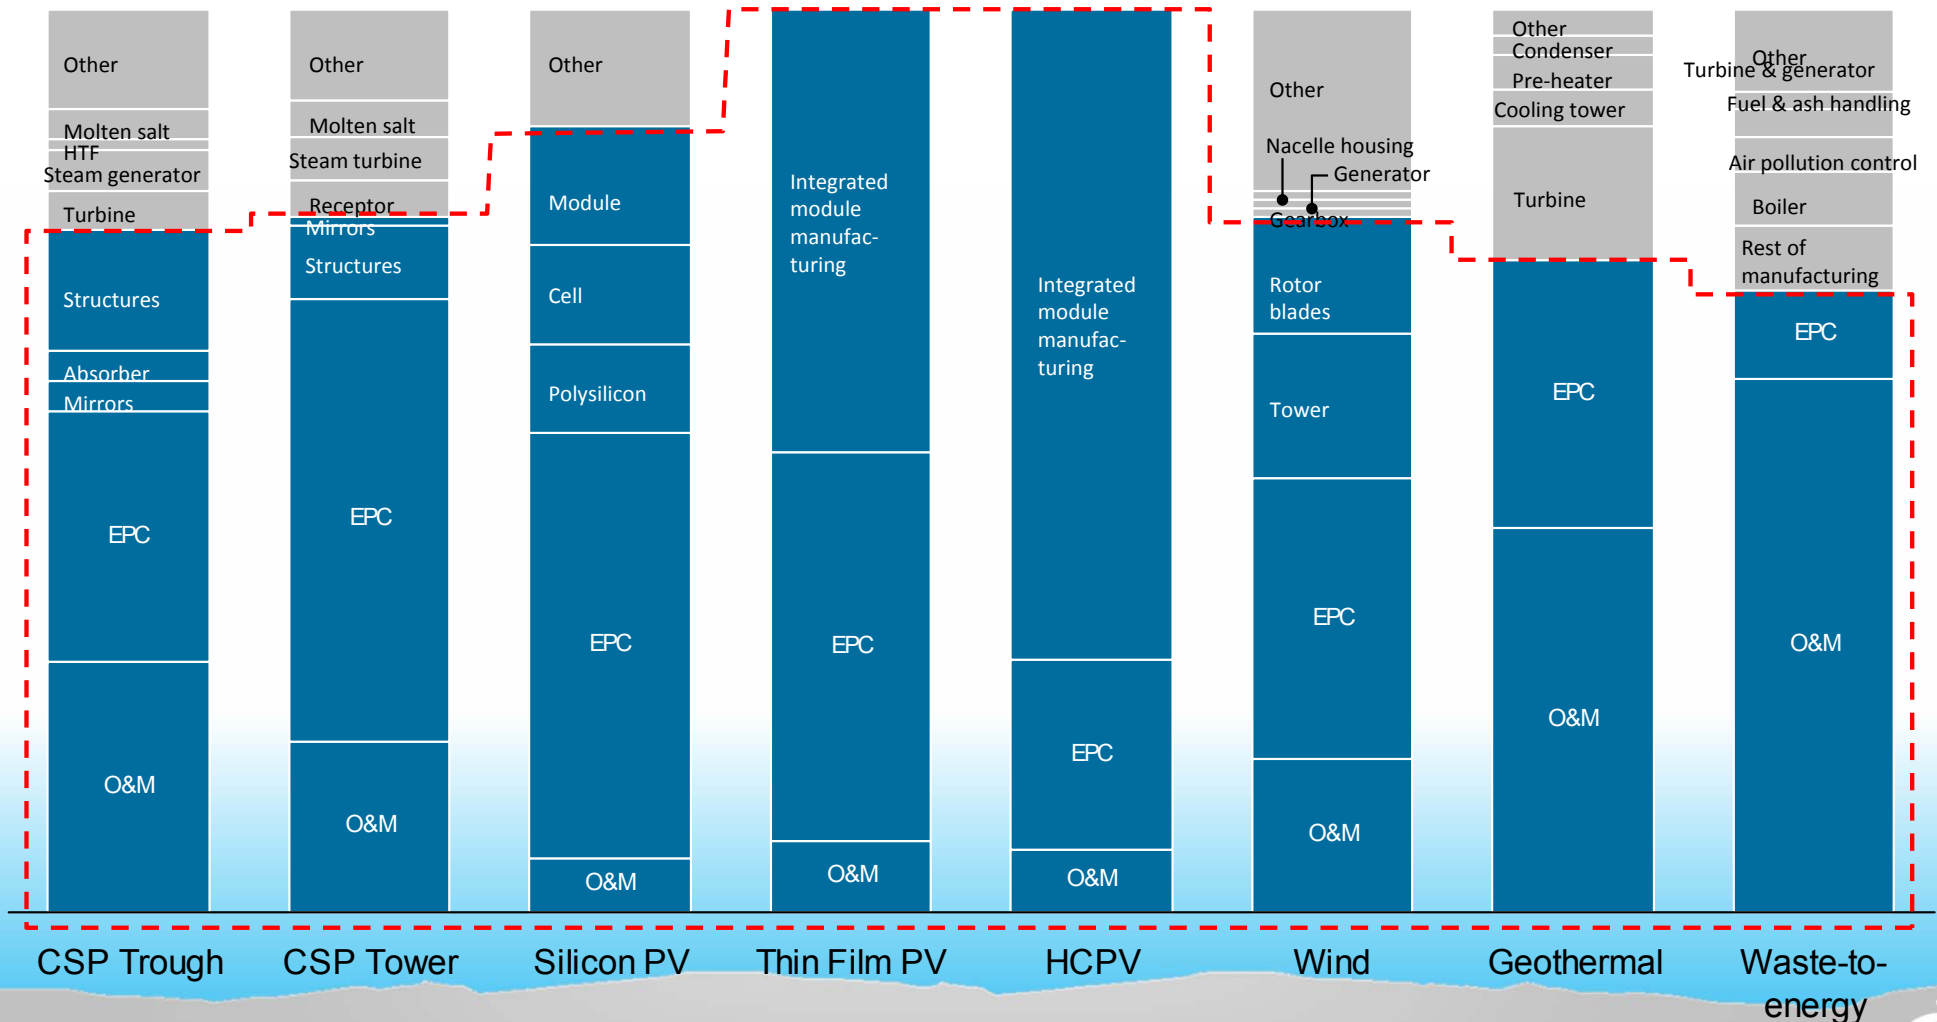 Other
Molten salt
HTF
Steam generator
Turbine
Structures
Absorber
Mirrors
EPC
O&M
CSP Trough
Other
Molten salt
Steam turbine
Receptor
Mirrors
Structures
EPC
O&M
CSP Tower
Other
Module
Cell
Polysilicon
EPC
O&M
Silicon PV
Integrated
module
manufac-
turing
EPC
O&M
Thin Film PV
Integrated
module
manufac-
turing
EPC
O&M
HCPV
Other
Nacelle housing
Generator
Gearbox
Rotor
blades
Tower
EPC
O&M
Wind
Other
Condenser
Pre-heater
Cooling tower
Turbine
EPC
O&M
Geothermal
Other
Turbine & generator
Fuel & ash handling
Air pollution control
Boiler
Rest of
manufacturing
EPC
O&M
Waste-to-
energy